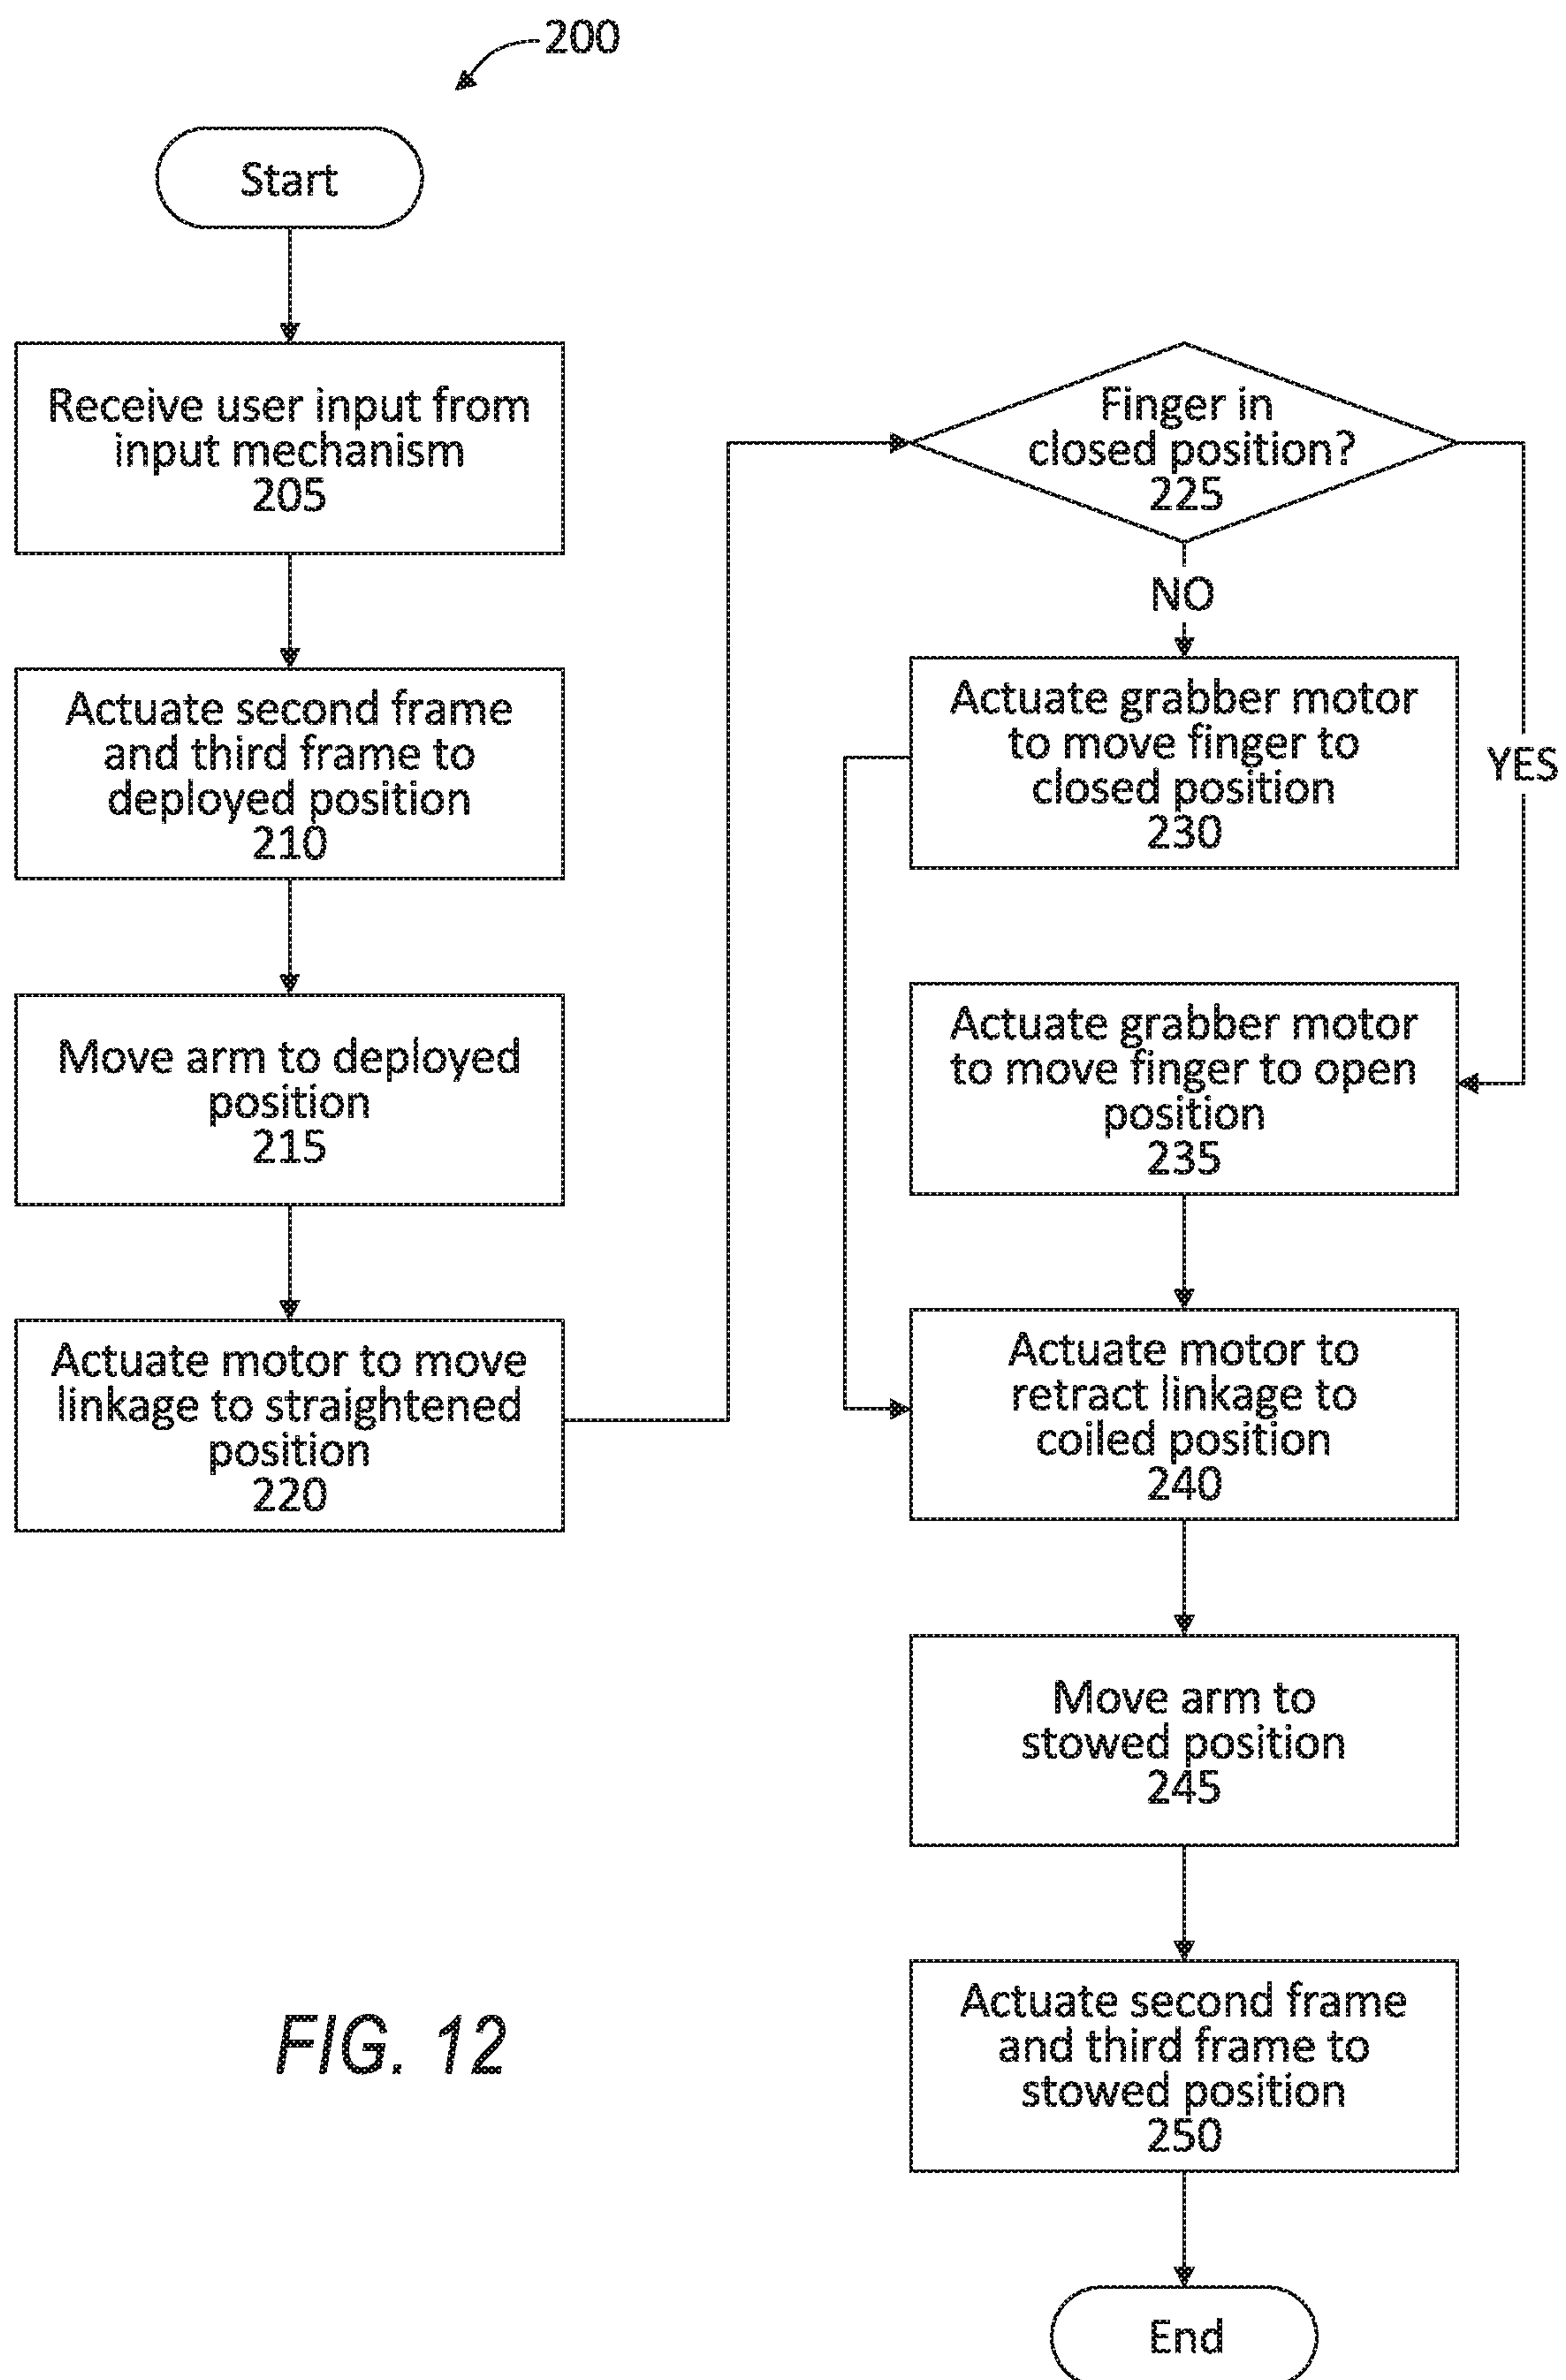 200
Start
Receive user input from
input mechanism
205
Actuate second frame
and third frame to
deployed position
210
Move arm to deployed
position
215
Actuate motor to move
linkage to straightened
position
220
Finger in
closed position?
225
NO
YES
Actuate grabber motor
to move finger to
closed position
230
Actuate grabber motor
to move finger to open
position
235
Actuate motor to
retract linkage to
coiled position
240
Move arm to
stowed position
245
Actuate second frame
and third frame to
stowed position
250
End
FIG. 12